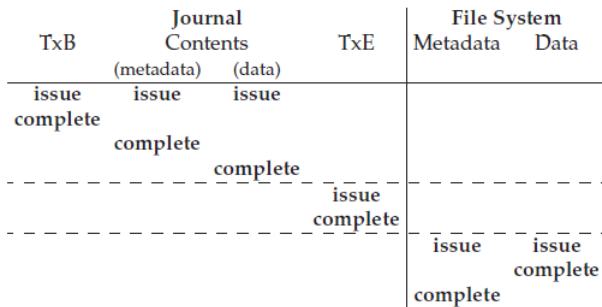 Journal File System
TxB Contents TxE Metadata Data
(metadata) (data)
issue issue issue
complete
complete
complete
issue
complete
issue issue
complete
complete